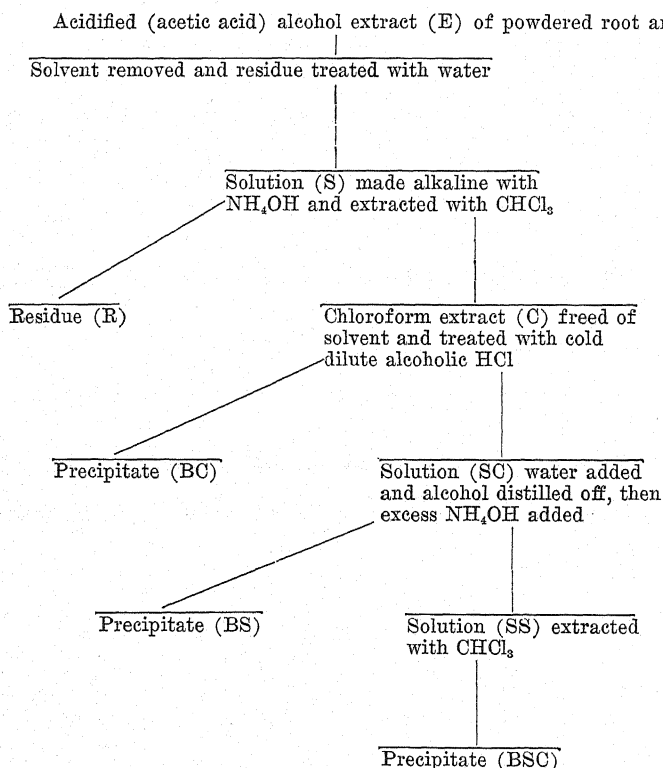 Acidified (acetic acid) alcohol extract (E) of powdered root
Solvent removed and residue treated with water
Solution (S) made alkaline with
NH₄OH and extracted with CHCl₃
Residue (R)
Chloroform extract (C) freed of
solvent and treated with cold
dilute alcoholic HCl
Precipitate (BC)
Solution (SC) water added
and alcohol distilled off, then
excess NH₄OH added
Precipitate (BS)
Solution (SS) extracted
with CHCl₃
Precipitate (BSC)